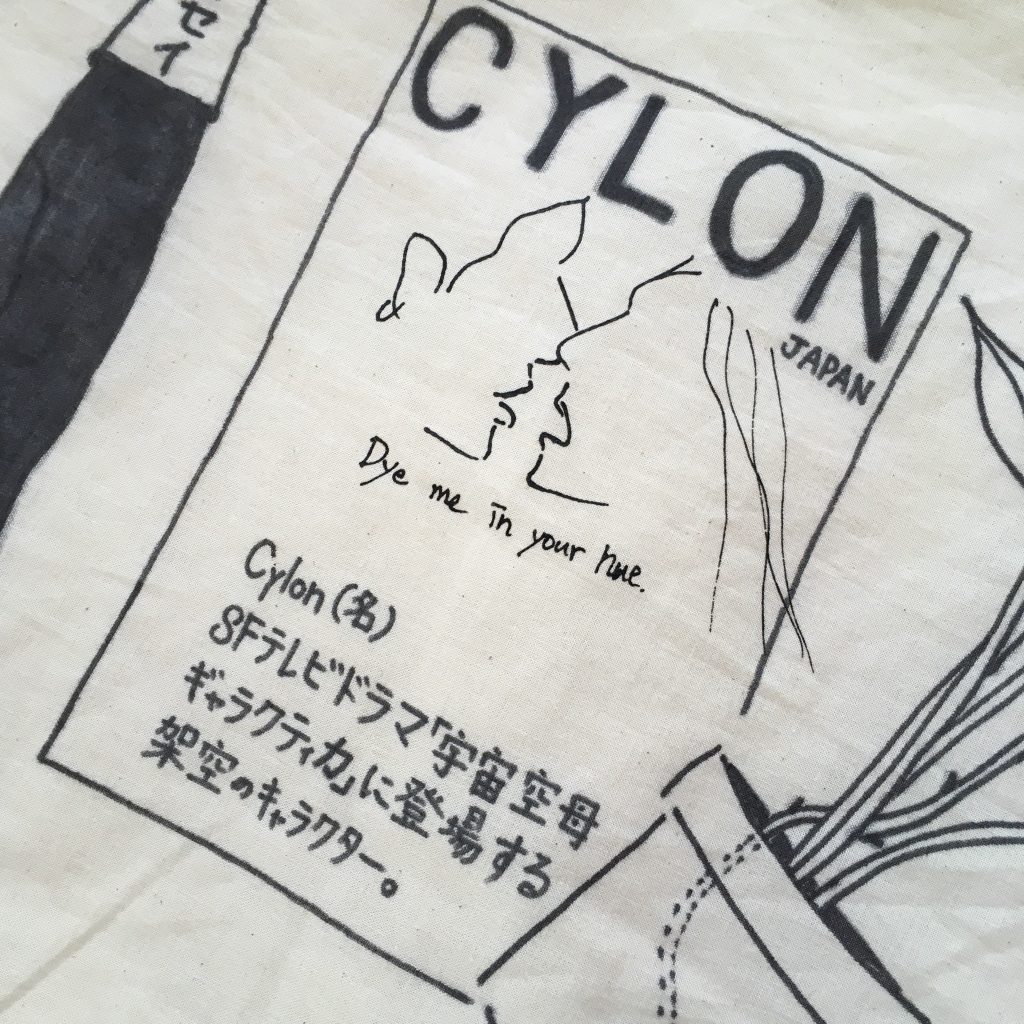 セイ
CYLON
JAPAN
Dye me in your hue.
Cylon(名)
SFテレビドラマ「宇宙空母
ギャラクティカ」に登場する
架空のキャラクター。